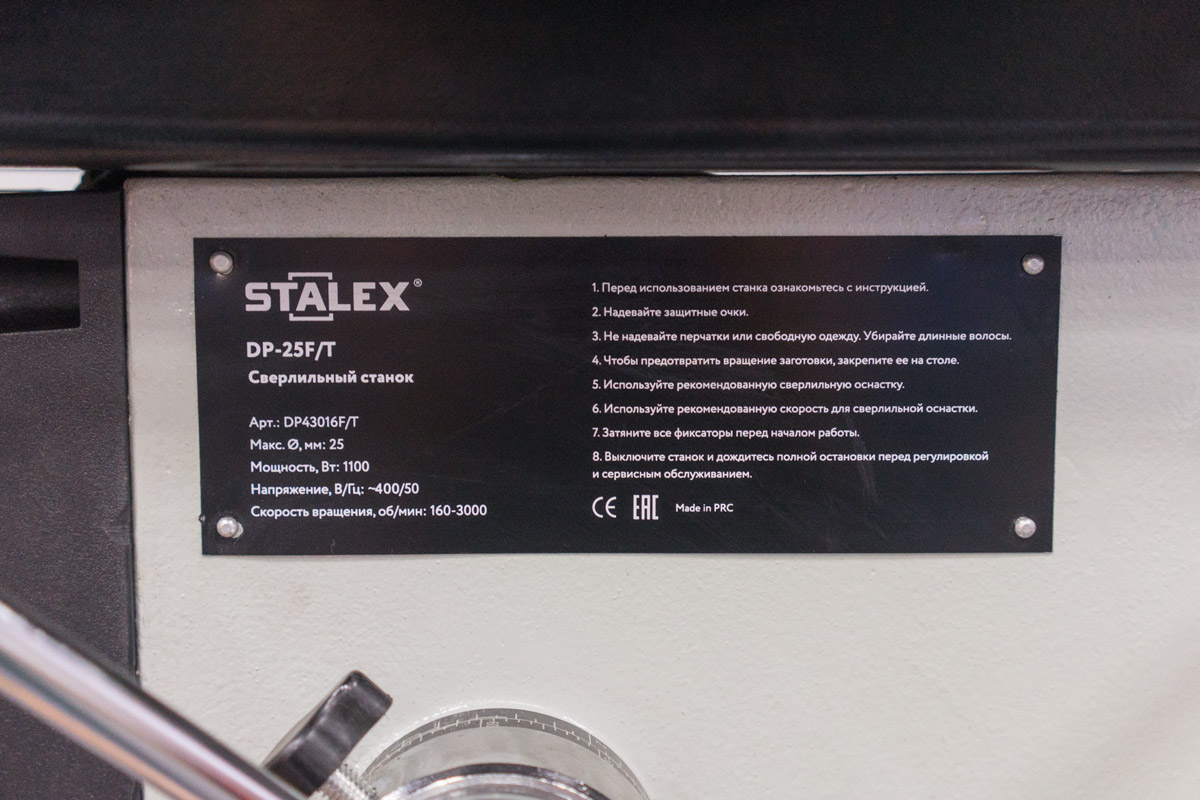 STALEX®
DP-25F/T
Сверлильный станок
Арт.: DP43016F/T
Макс. Ø, мм: 25
Мощность, Вт: 1100
Напряжение, В/Гц: ~400/50
Скорость вращения, об/мин: 160-3000
1. Перед использованием станка ознакомьтесь с инструкцией.
2. Надевайте защитные очки.
3. Не надевайте перчатки или свободную одежду. Убирайте длинные волосы.
4. Чтобы предотвратить вращение заготовки, закрепите ее на столе.
5. Используйте рекомендованную сверлильную оснастку.
6. Используйте рекомендованную скорость для сверлильной оснастки.
7. Затяните все фиксаторы перед началом работы.
8. Выключите станок и дождитесь полной остановки перед регулировкой
и сервисным обслуживанием.
CE EAC Made in PRC